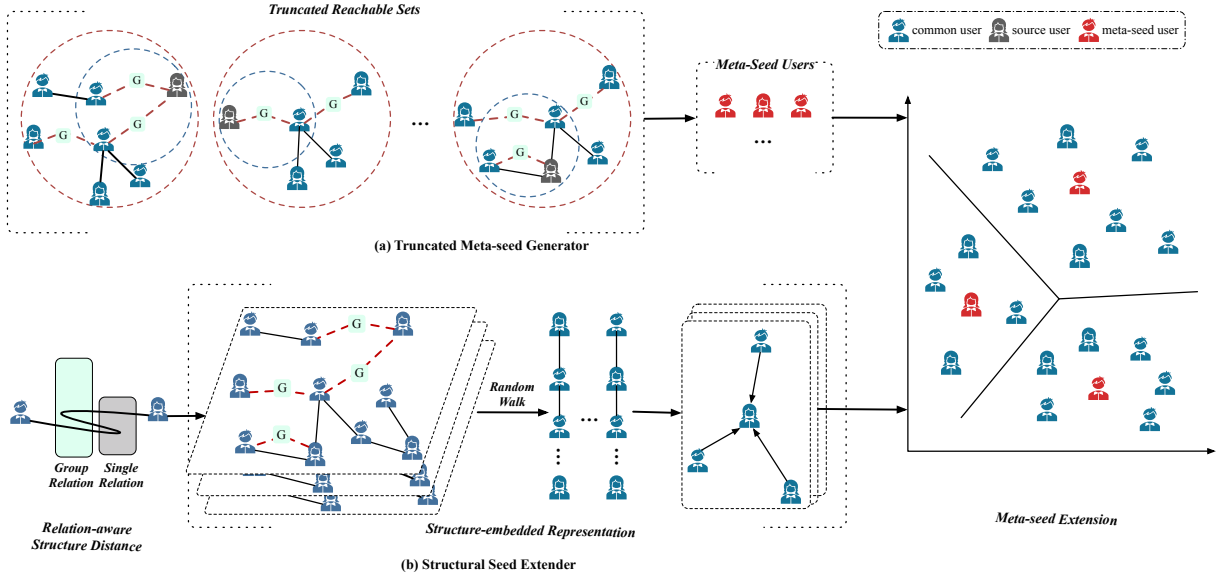 Truncated Reachable Sets
common user
source user
meta-seed user
G
G
G
G
G
G
G
G
...
Meta-Seed Users
...
(a) Truncated Meta-seed Generator
G
G
G
G
Random
Walk
...
Group
Relation
Single
Relation
Relation-aware
Structure Distance
Structure-embedded Representation
Meta-seed Extension
(b) Structural Seed Extender